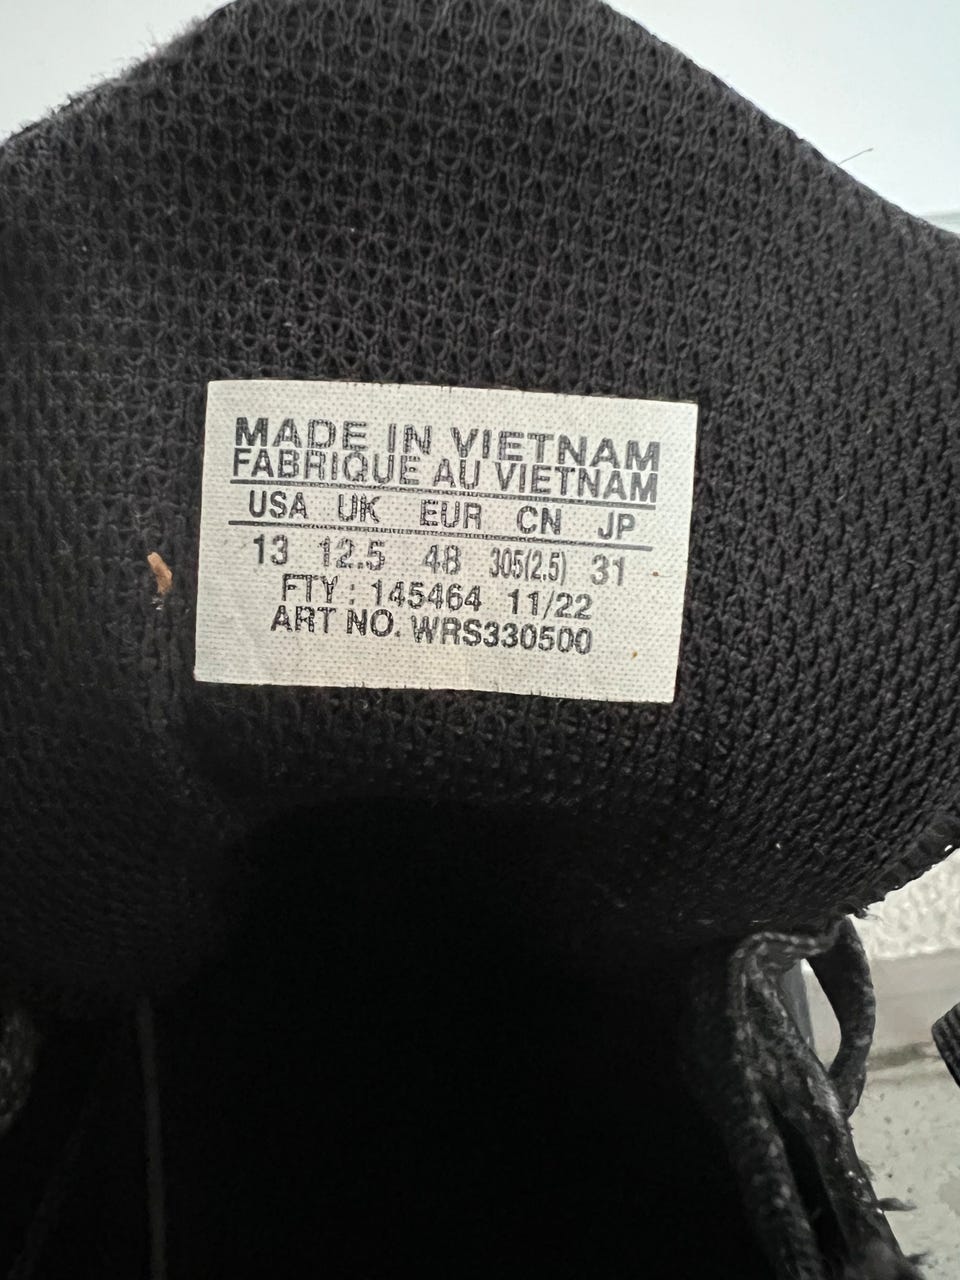 MADE IN VIETNAM
FABRIQUE AU VIETNAM
USA UK EUR CN JP
13 12.5 48 305(2.5) 31
FTY : 145464 11/22
ART NO. WRS330500